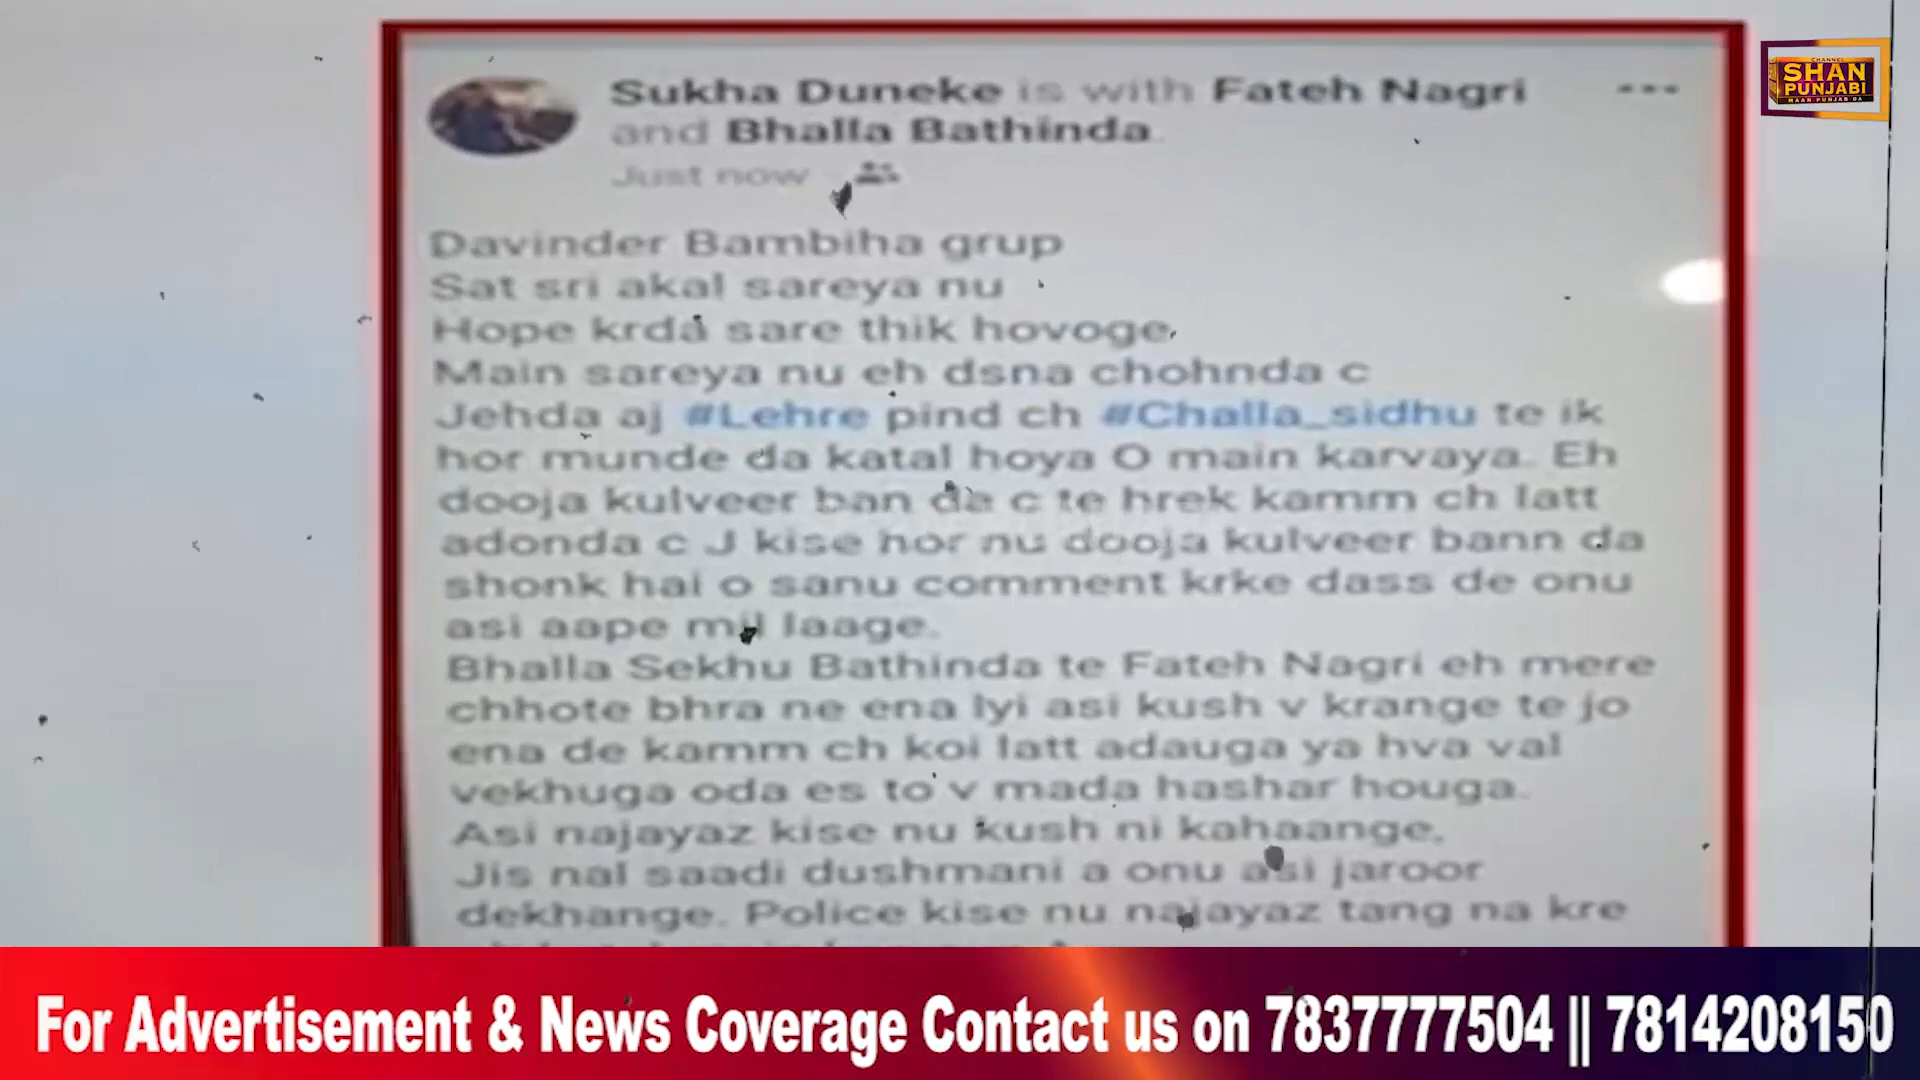 CHANNEL
SHAN
PUNJABI
MAAN PUNJAB DA
Sukha Duneke is with Fateh Nagri
and Bhalla Bathinda.
Just now
Davinder Bambiha grup
Sat sri akal sareya nu
Hope krda sare thik hovoge.
Main sareya nu eh dsna chohnda c
Jehda aj #Lehre pind ch #Challa_sidhu te ik
hor munde da katal hoya O main karvaya. Eh
dooja kulveer ban da c te hrek kamm ch latt
adonda c J kise hor nu dooja kulveer bann da
shonk hai o sanu comment krke dass de onu
asi aape mil laage.
Bhalla Sekhu Bathinda te Fateh Nagri eh mere
chhote bhra ne ena lyi asi kush v krange te jo
ena de kamm ch koi latt adauga ya hva val
vekhuga oda es to v mada hashar houga.
Asi najayaz kise nu kush ni kahaange.
Jis nal saadi dushmani a onu asi jaroor
dekhange. Police kise nu najayaz tang na kre
For Advertisement & News Coverage Contact us on 7837777504 || 7814208150